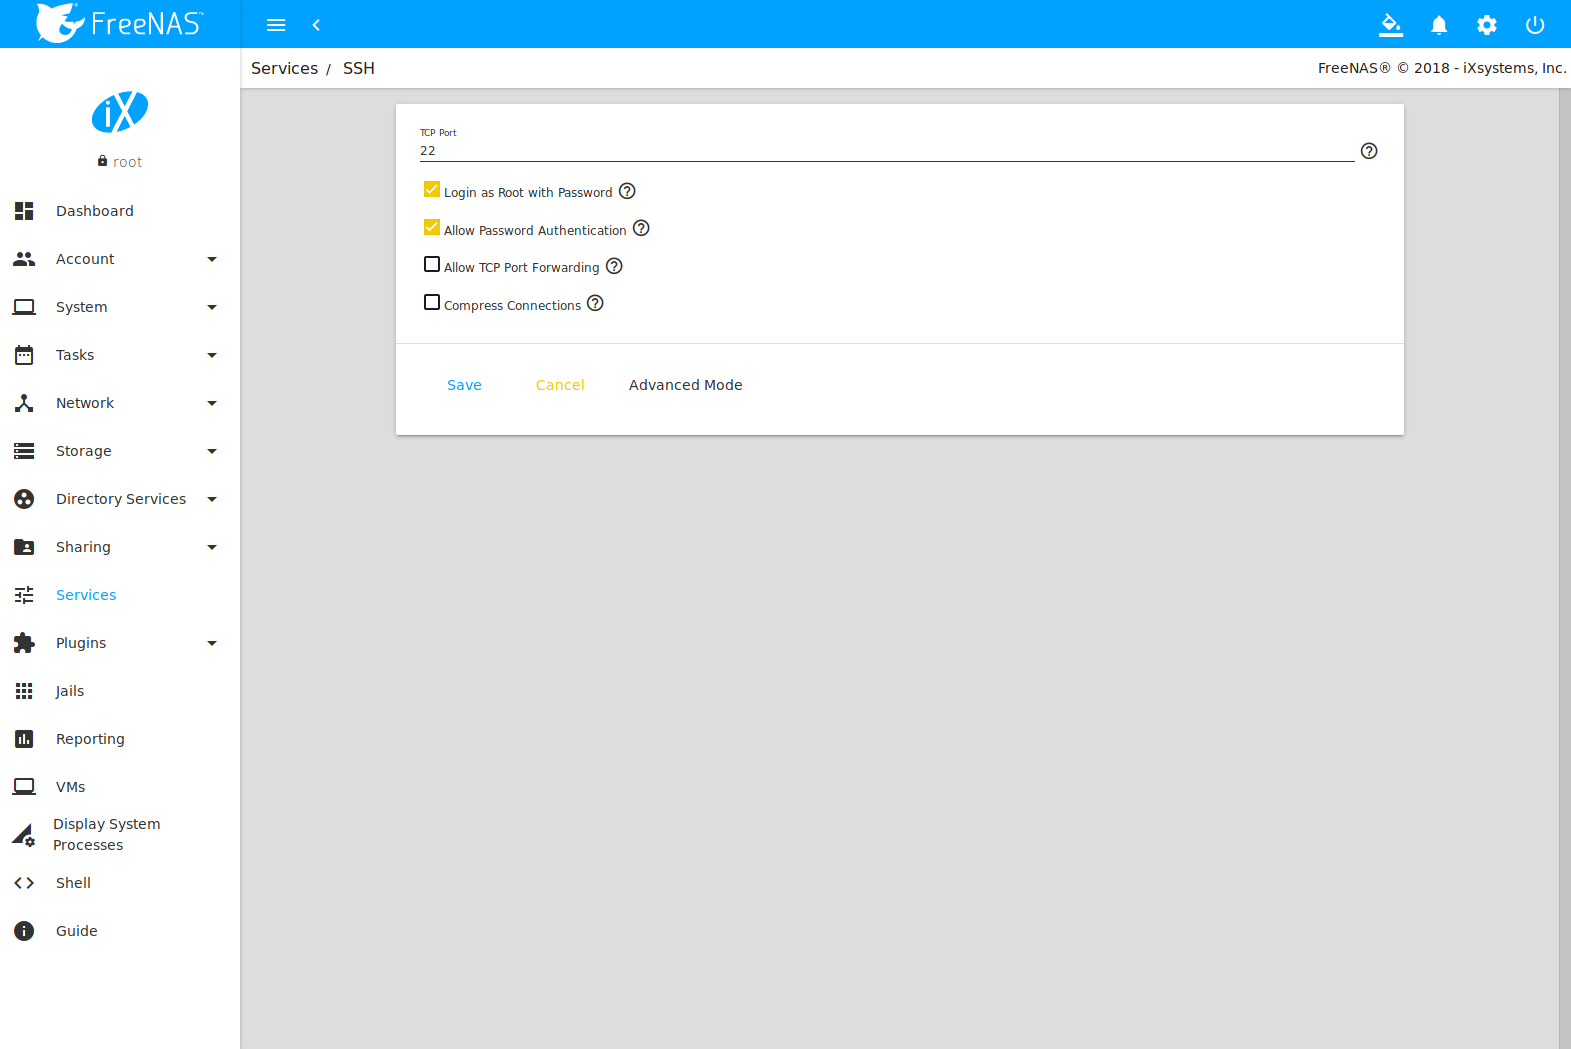 FreeNAS™
Services / SSH
FreeNAS® © 2018 - iXsystems, Inc.
iX
root
Dashboard
Account
System
Tasks
Network
Storage
Directory Services
Sharing
Services
Plugins
Jails
Reporting
VMs
Display System
Processes
Shell
Guide
TCP Port
22
Login as Root with Password
Allow Password Authentication
Allow TCP Port Forwarding
Compress Connections
Save Cancel Advanced Mode